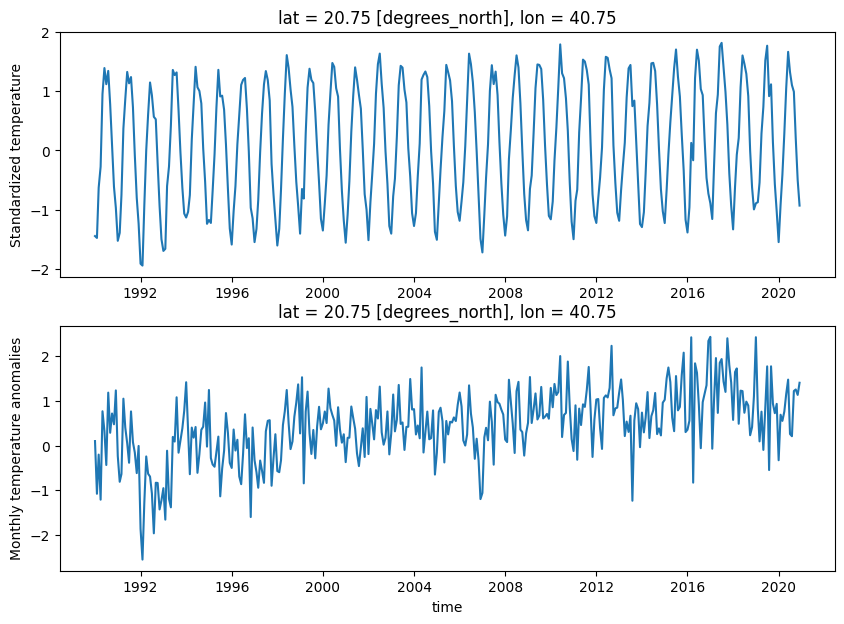 lat = 20.75 [degrees_north], lon = 40.75
Standardized temperature
2
1
0
−1
−2
1992 1996 2000 2004 2008 2012 2016 2020
lat = 20.75 [degrees_north], lon = 40.75
Monthly temperature anomalies
2
1
0
−1
−2
1992 1996 2000 2004 2008 2012 2016 2020
time